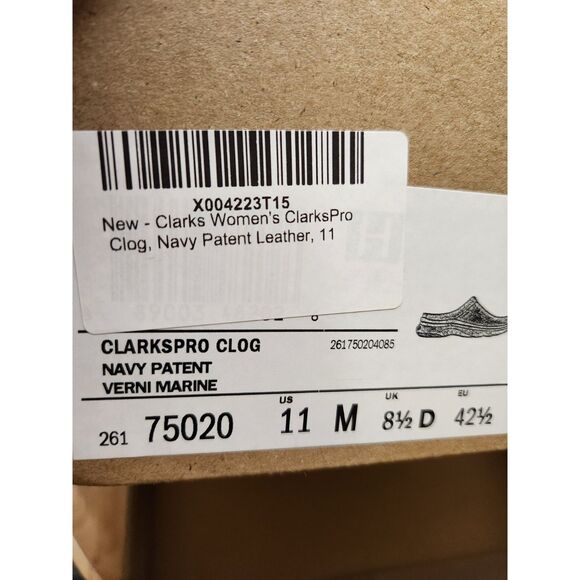 X004223T15
New - Clarks Women's ClarksPro
Clog, Navy Patent Leather, 11
CLARKSPRO CLOG
261750204085
NAVY PATENT
VERNI MARINE
US UK EU
261 75020 11 M 8½ D 42½